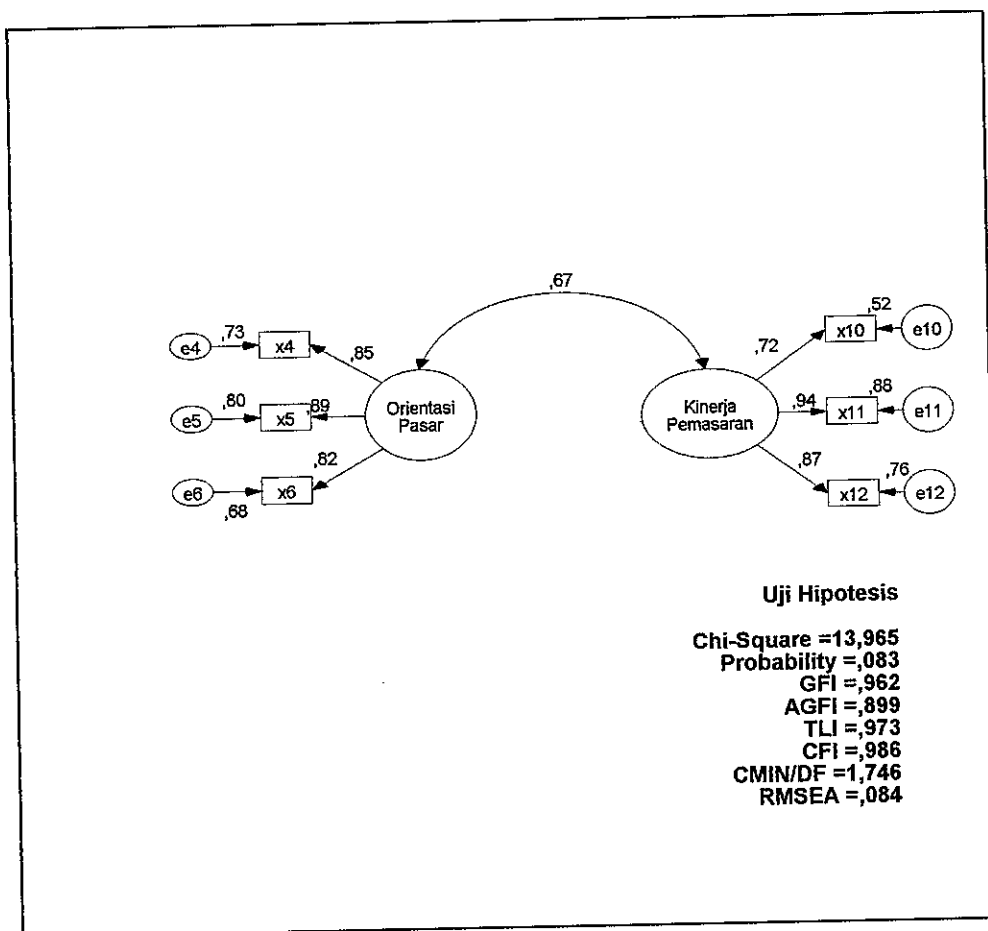 ,67
e4 ,73 x4
,85
e5 ,80 x5 ,89
e6 ,68 x6
,82
Orientasi
Pasar
Kinerja
Pemasaran
,72 x10 ,52 e10
,94 x11 ,88 e11
,87 x12 ,76 e12
Uji Hipotesis
Chi-Square =13,965
Probability =,083
GFI =,962
AGFI =,899
TLI =,973
CFI =,986
CMIN/DF =1,746
RMSEA =,084